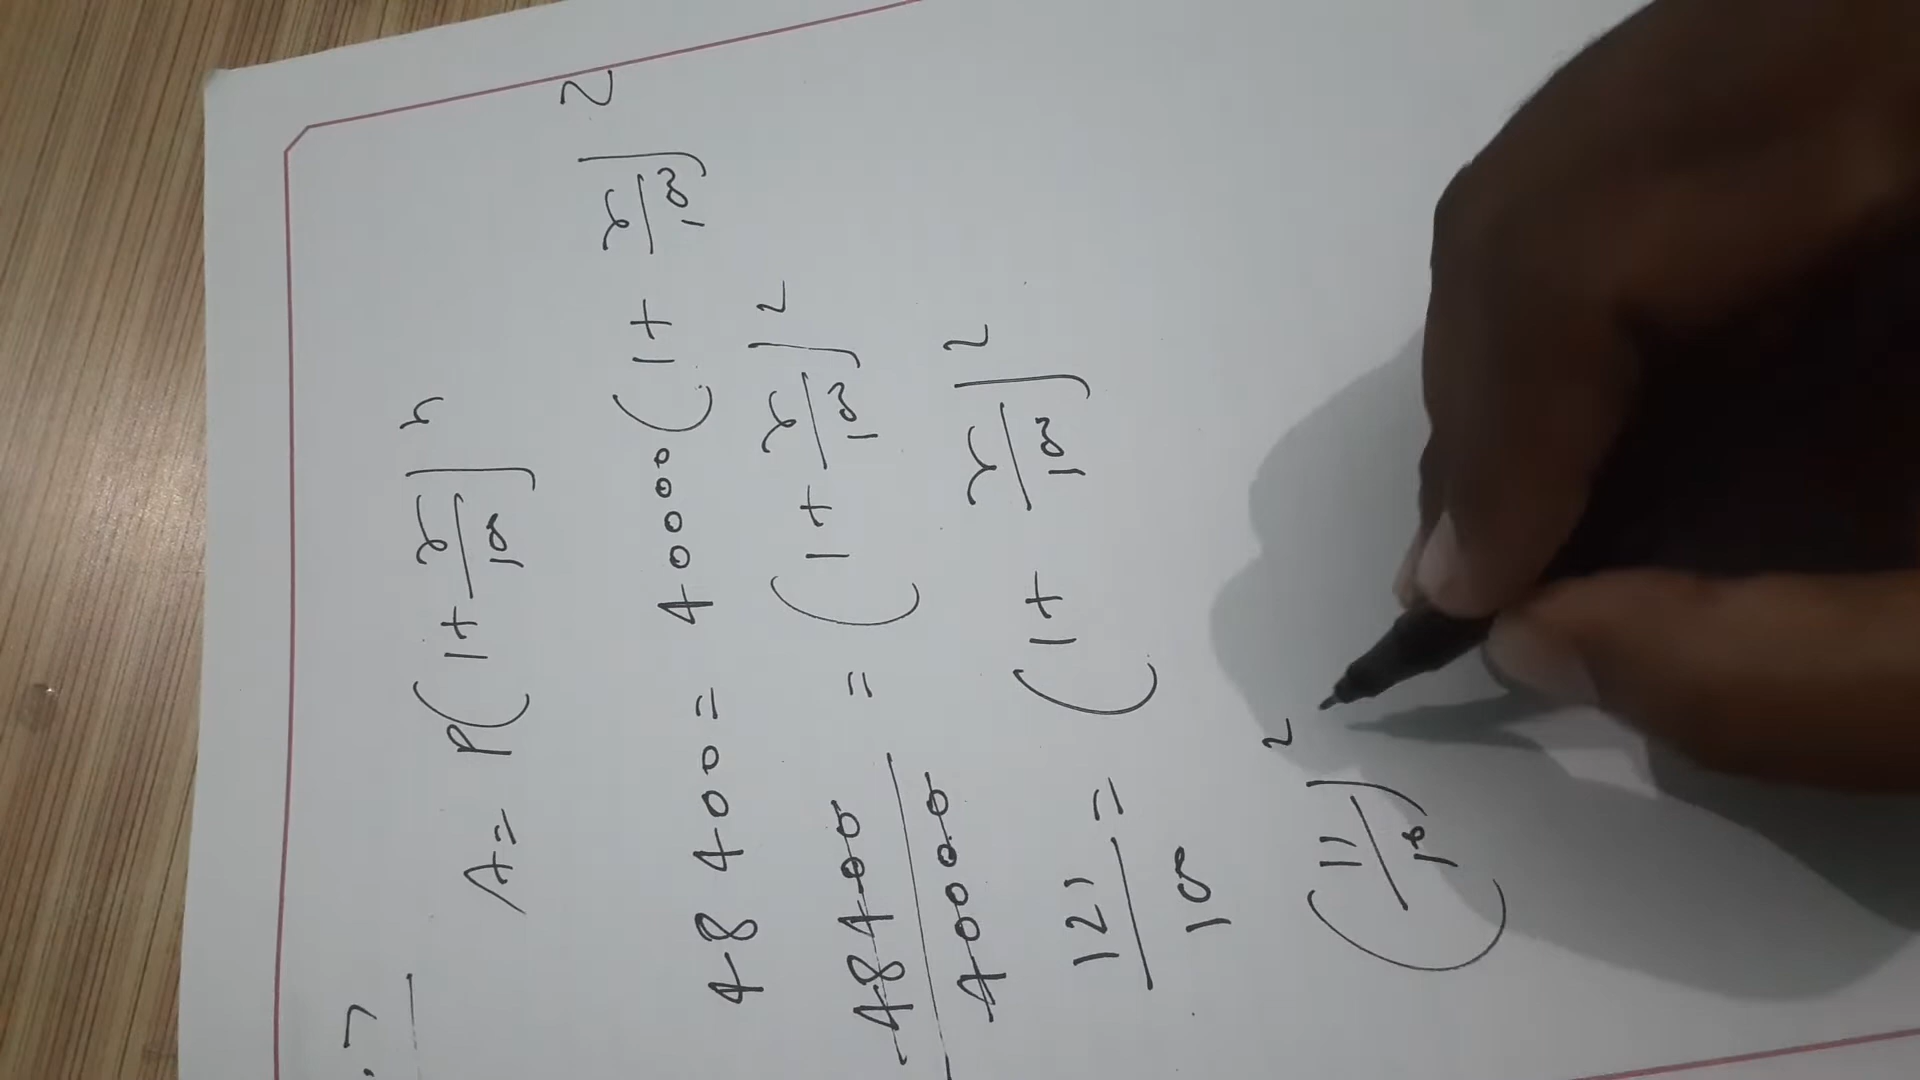 .7
A = P(1 + r/100)^n
48400 = 40000(1 + r/100)^2
48400/40000 = (1 + r/100)^2
121/100 = (1 + r/100)^2
(11/10)^2